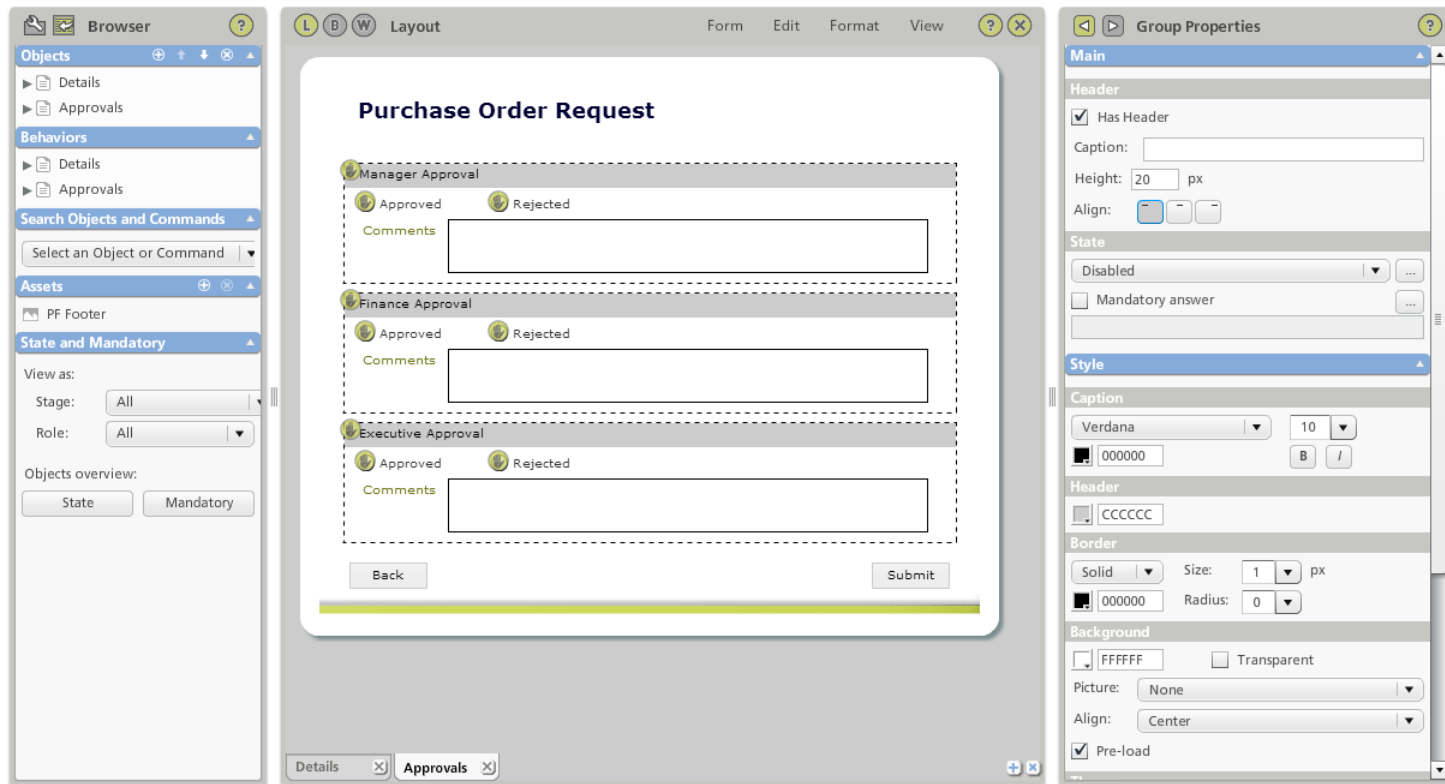 Browser
?
Objects
Details
Approvals
Behaviors
Details
Approvals
Search Objects and Commands
Select an Object or Command
Assets
PF Footer
State and Mandatory
View as:
Stage: All
Role: All
Objects overview:
State Mandatory
L B W Layout Form Edit Format View ?
Purchase Order Request
Manager Approval
Approved Rejected
Comments
Finance Approval
Approved Rejected
Comments
Executive Approval
Approved Rejected
Comments
Back Submit
Details Approvals
Group Properties ?
Main
Header
Has Header
Caption:
Height: 20 px
Align:
State
Disabled ...
Mandatory answer ...
Style
Caption
Verdana 10
000000 B I
Header
CCCCCC
Border
Solid Size: 1 px
000000 Radius: 0
Background
FFFFFF Transparent
Picture: None
Align: Center
Pre-load